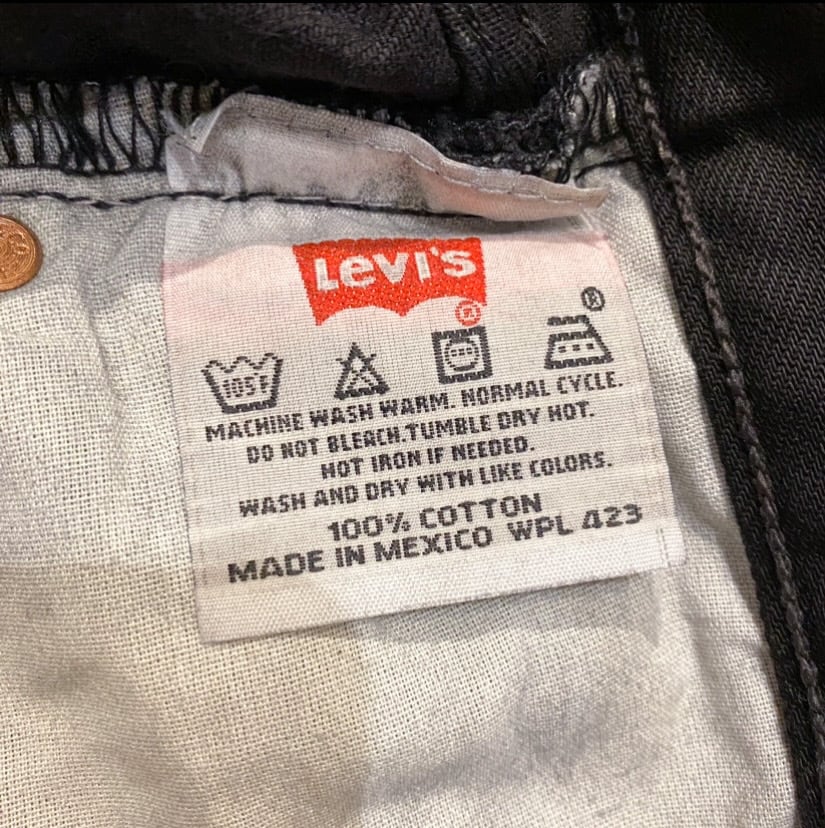 Levi's
®
®
105F
MACHINE WASH WARM. NORMAL CYCLE.
DO NOT BLEACH.TUMBLE DRY HOT.
HOT IRON IF NEEDED.
WASH AND DRY WITH LIKE COLORS.
100% COTTON
MADE IN MEXICO WPL 423